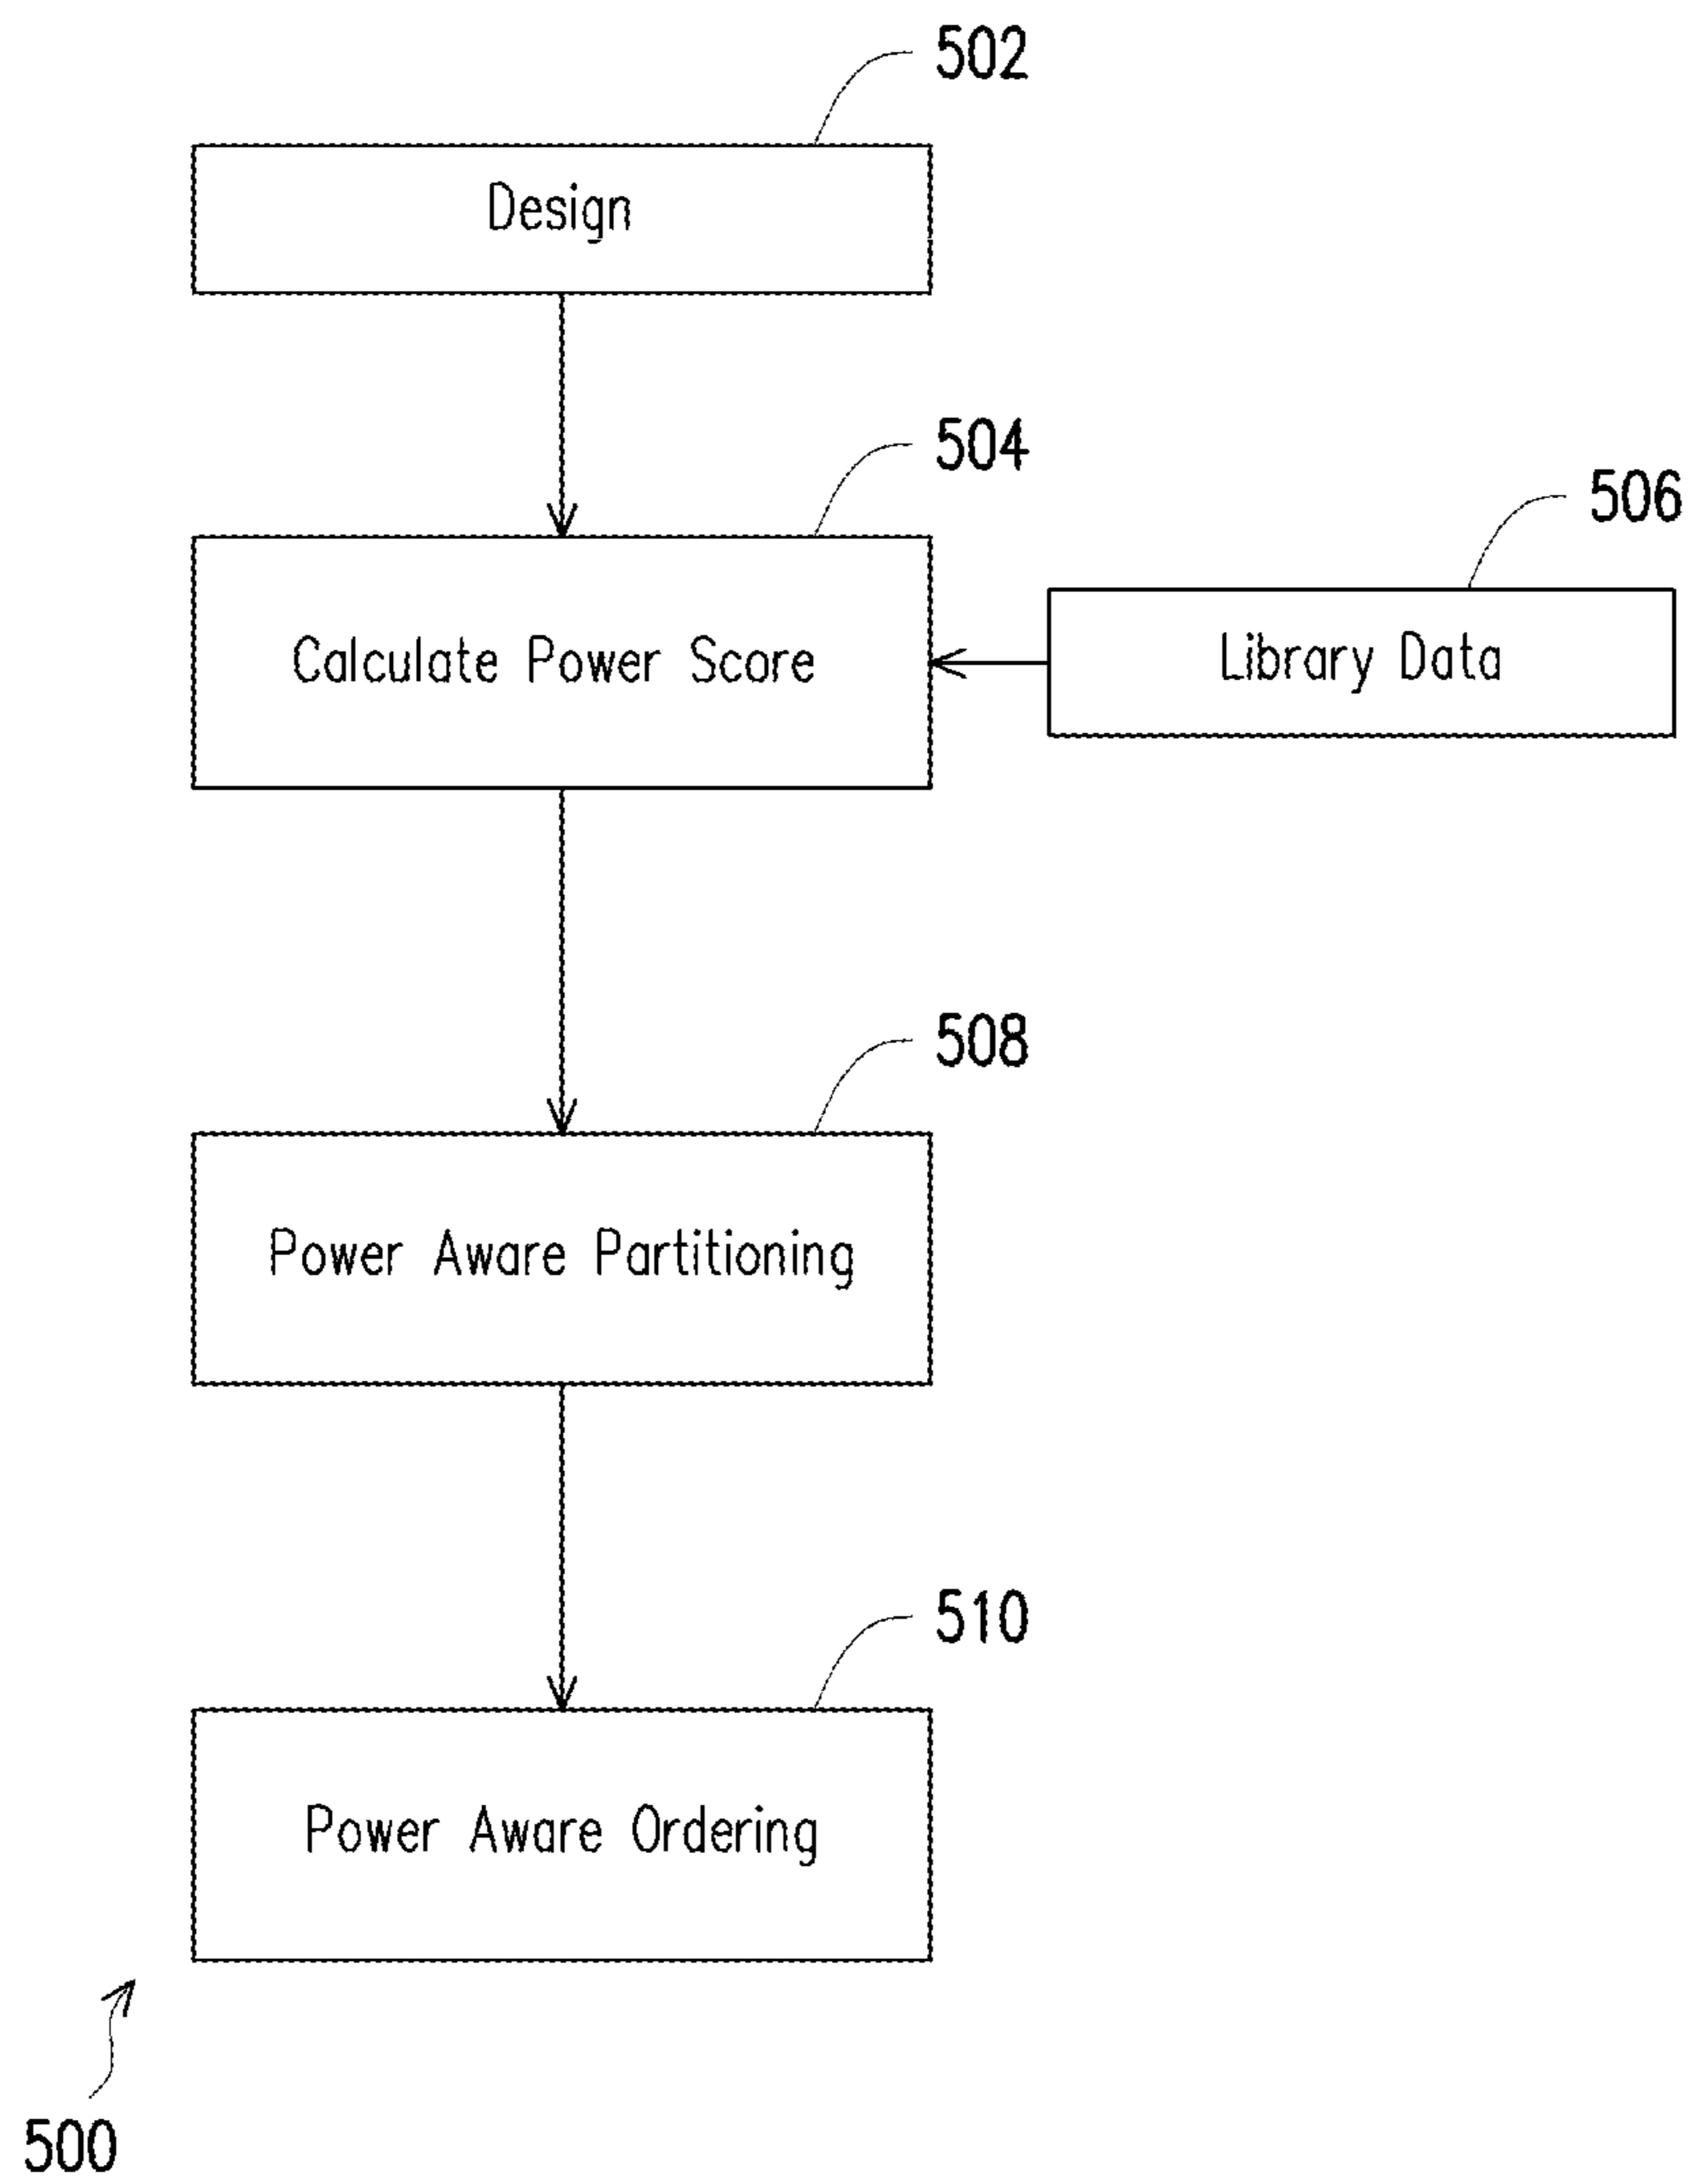 502
Design
504
506
Calculate Power Score
Library Data
508
Power Aware Partitioning
510
Power Aware Ordering
500